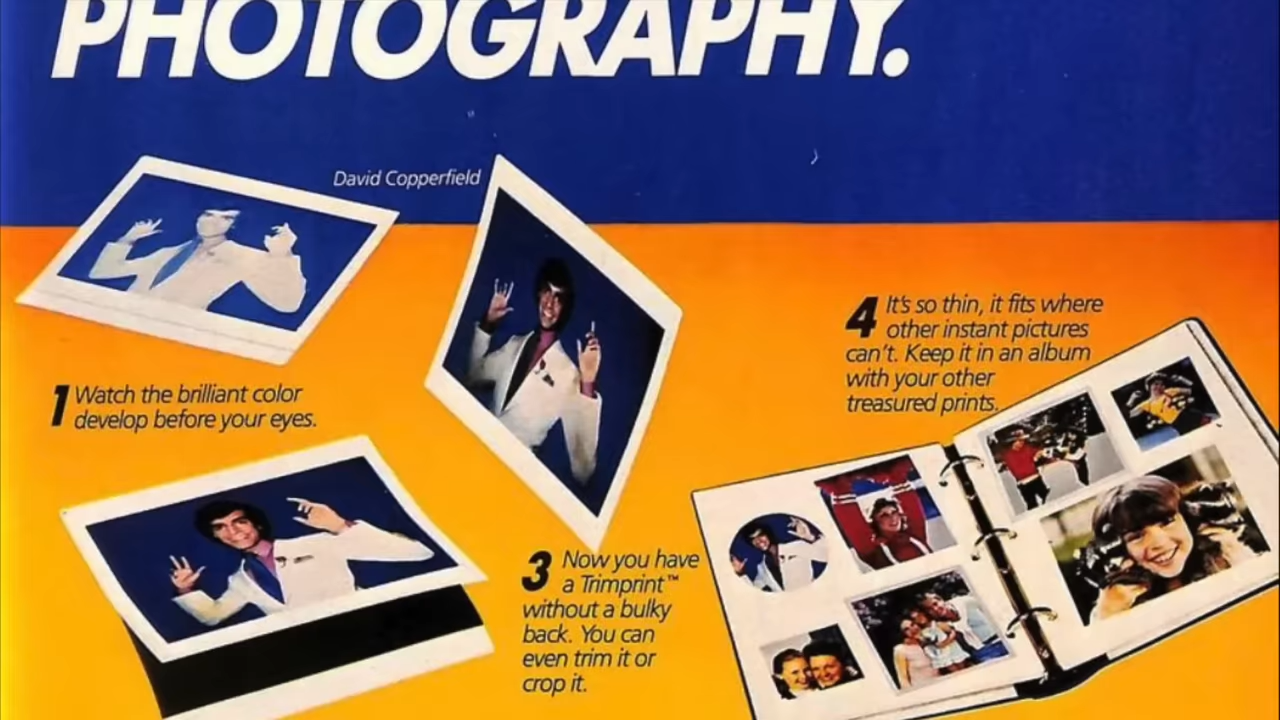 PHOTOGRAPHY.
David Copperfield
1 Watch the brilliant color
develop before your eyes.
3 Now you have
a Trimprint™
without a bulky
back. You can
even trim it or
crop it.
4 It's so thin, it fits where
other instant pictures
can't. Keep it in an album
with your other
treasured prints.